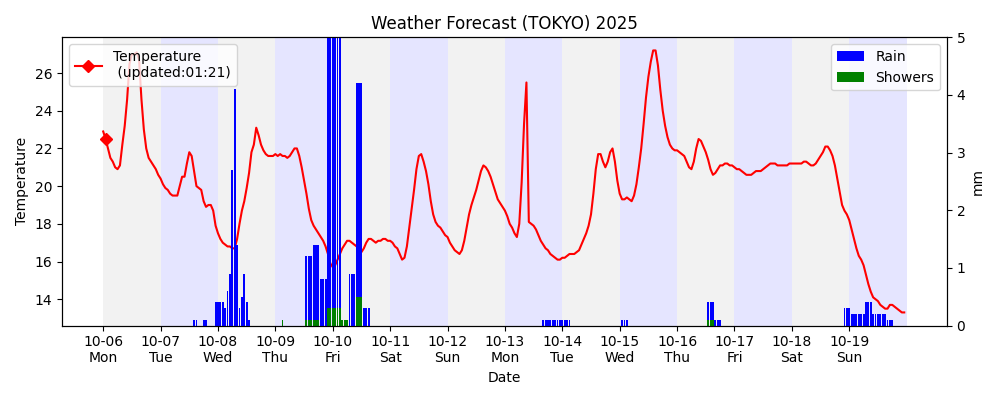 Weather Forecast (TOKYO) 2025
Temperature
(updated:01:21)
Rain
Showers
Temperature
26
24
22
20
18
16
14
5
4
3
2
1
0
mm
10-06 10-07 10-08 10-09 10-10 10-11 10-12 10-13 10-14 10-15 10-16 10-17 10-18 10-19
Mon Tue Wed Thu Fri Sat Sun Mon Tue Wed Thu Fri Sat Sun
Date